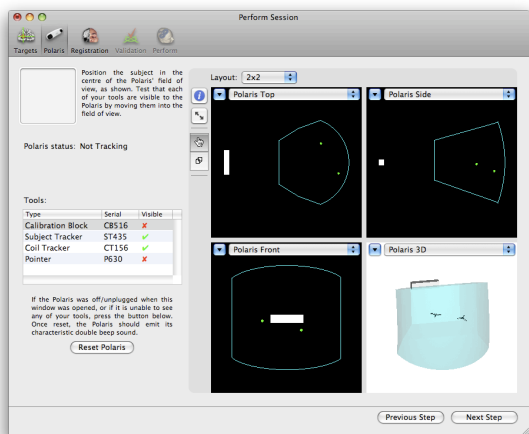 Perform Session
Targets Polaris Registration Validation Perform
Position the subject in the
centre of the Polaris' field of
view, as shown. Test that each
of your tools are visible to the
Polaris by moving them into the
field of view.
Polaris status: Not Tracking
Tools:
Type Serial Visible
Calibration Block CB516 ✘
Subject Tracker ST435 ✓
Coil Tracker CT156 ✓
Pointer P630 ✘
If the Polaris was off/unplugged when this
window was opened, or if it is unable to see
any of your tools, press the button below.
Once reset, the Polaris should emit its
characteristic double beep sound.
Reset Polaris
Layout: 2x2
Polaris Top
Polaris Side
Polaris Front
Polaris 3D
Previous Step
Next Step